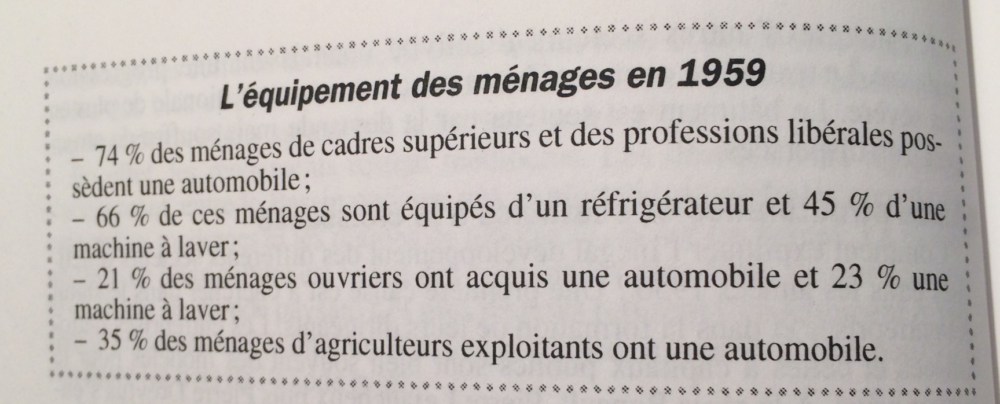 L'équipement des ménages en 1959
– 74 % des ménages de cadres supérieurs et des professions libérales pos-
sèdent une automobile ;
– 66 % de ces ménages sont équipés d'un réfrigérateur et 45 % d'une
machine à laver ;
– 21 % des ménages ouvriers ont acquis une automobile et 23 % une
machine à laver ;
– 35 % des ménages d'agriculteurs exploitants ont une automobile.